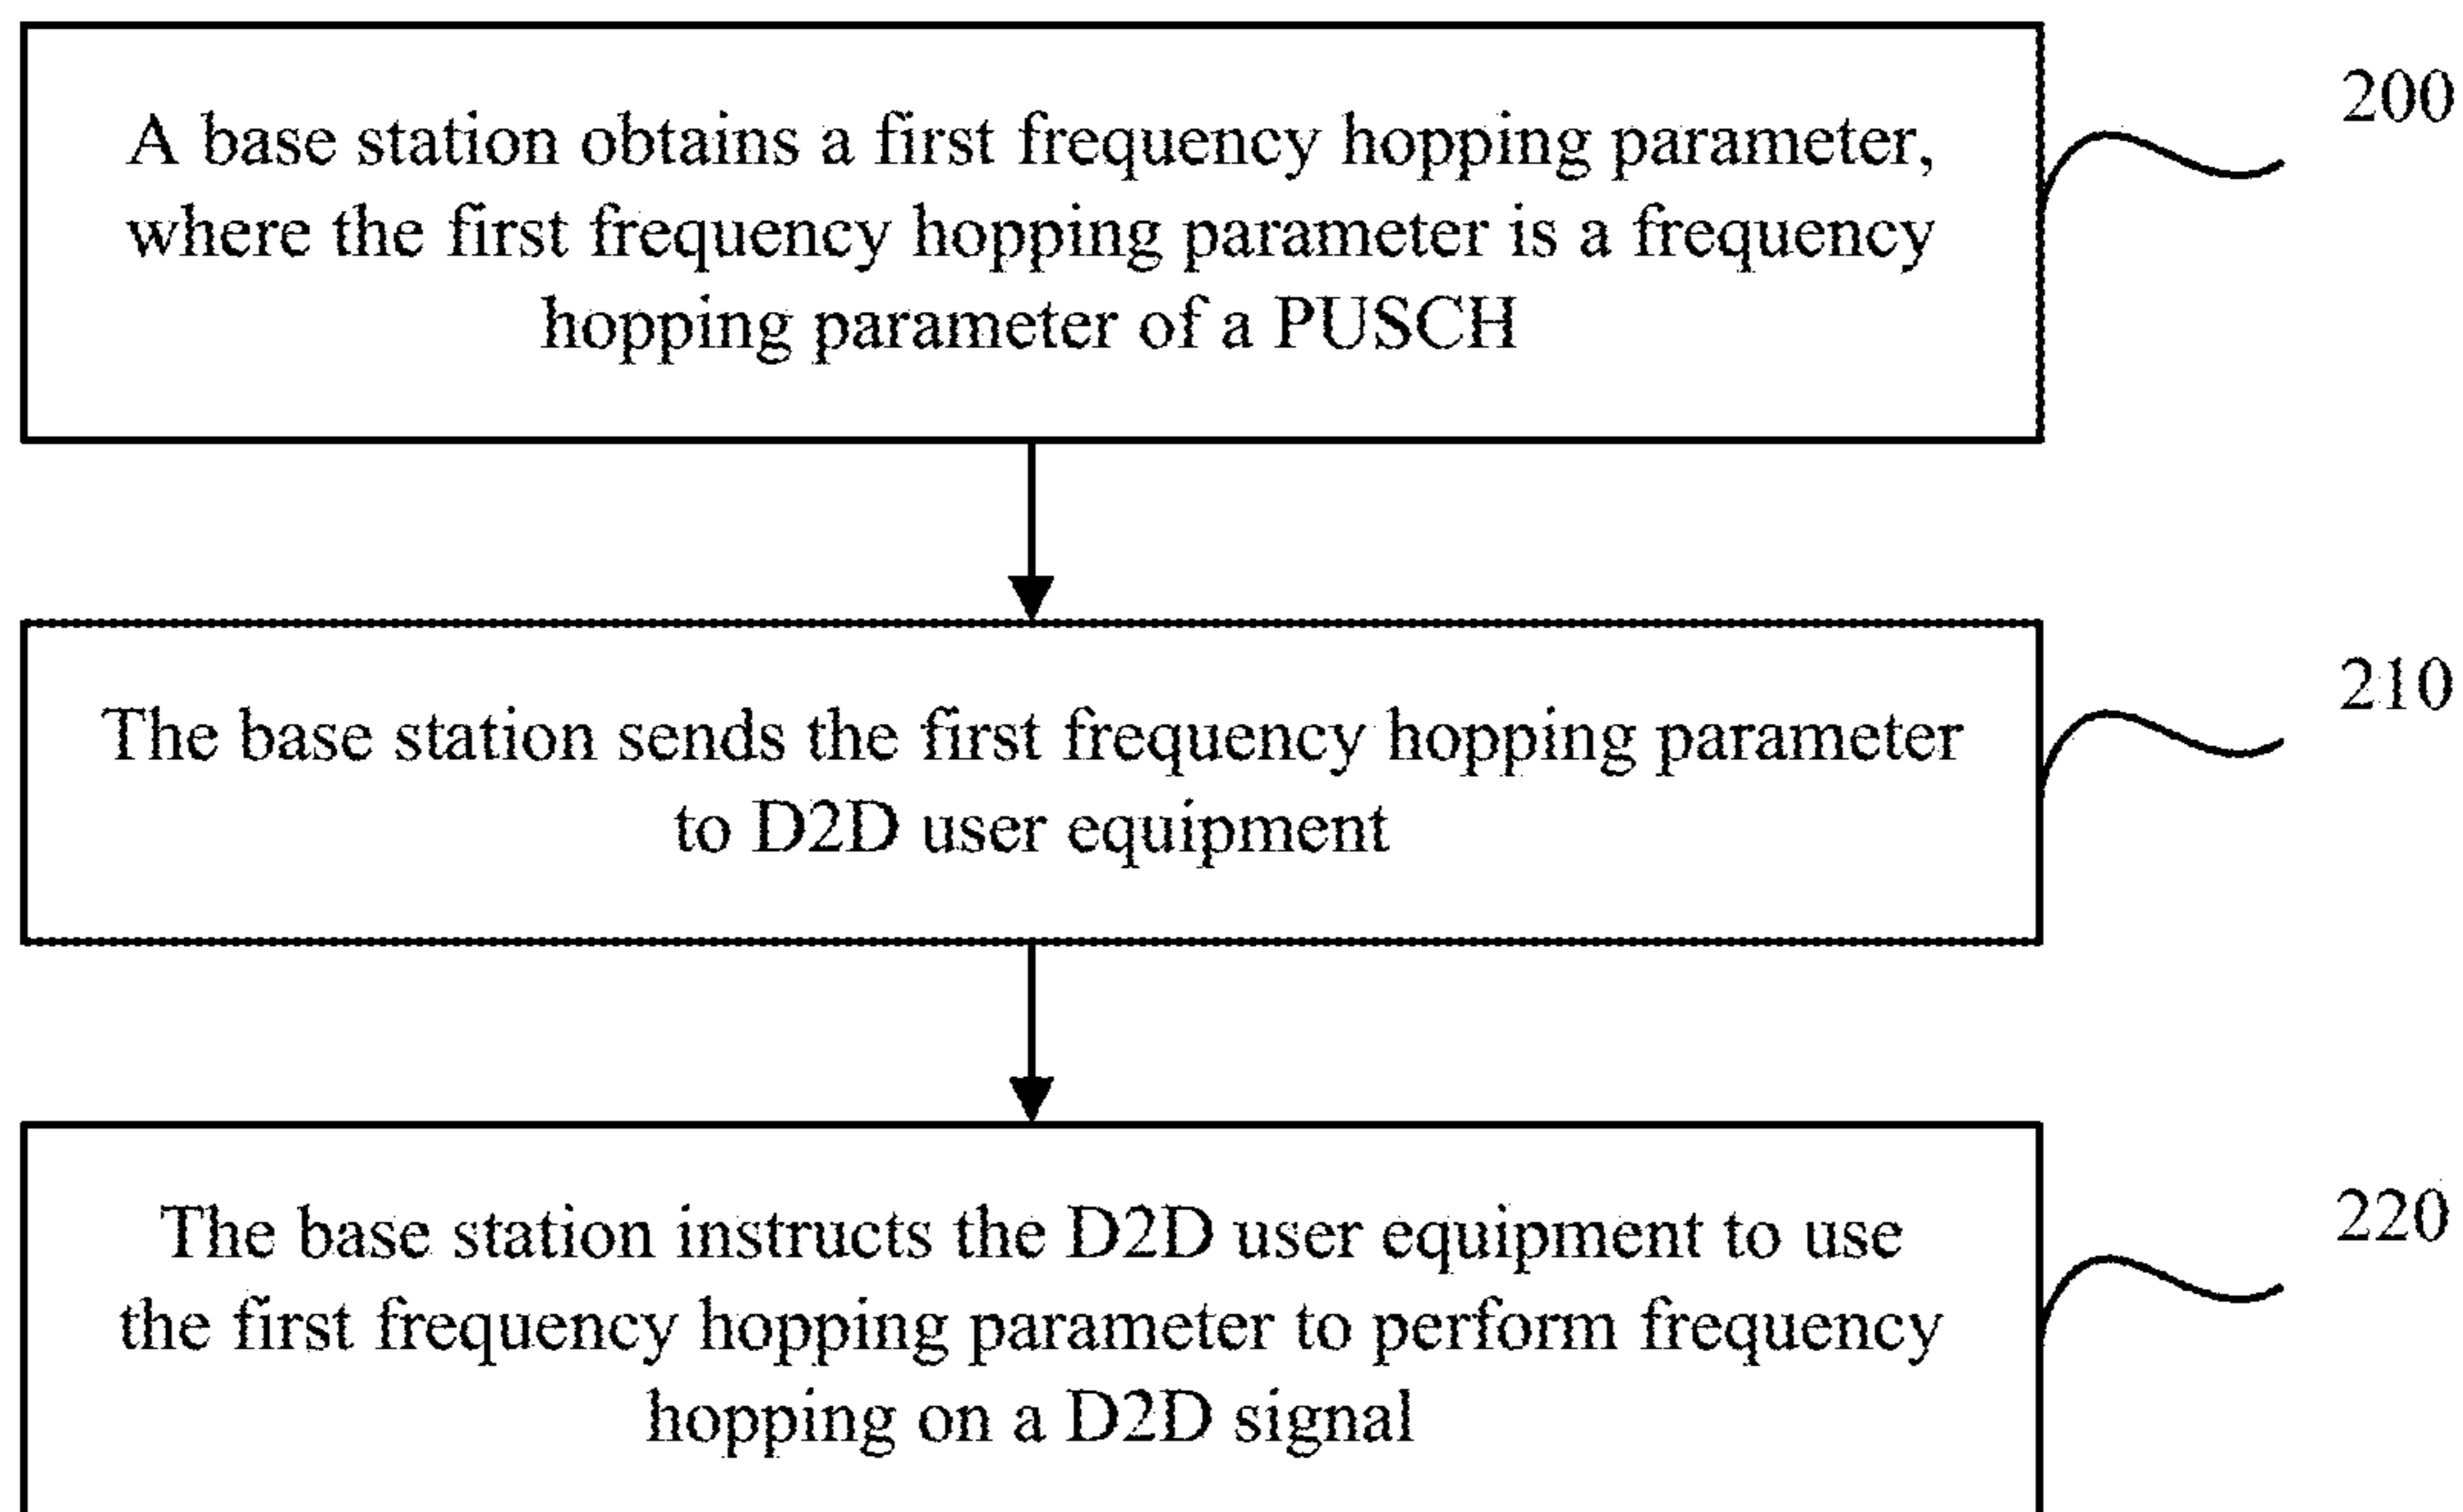 200
A base station obtains a first frequency hopping parameter,
where the first frequency hopping parameter is a frequency
hopping parameter of a PUSCH
210
The base station sends the first frequency hopping parameter
to D2D user equipment
220
The base station instructs the D2D user equipment to use
the first frequency hopping parameter to perform frequency
hopping on a D2D signal